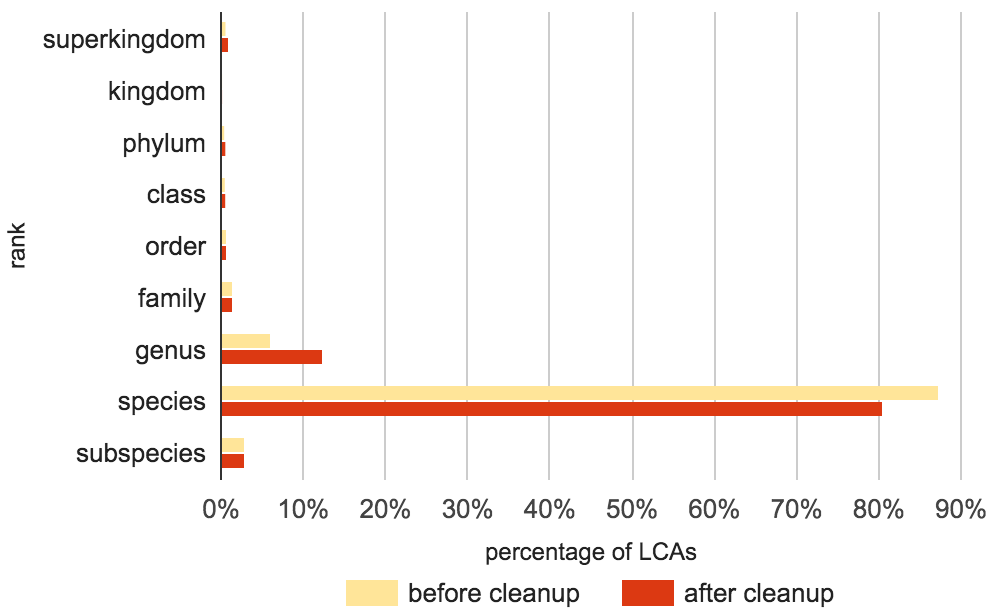 superkingdom
kingdom
phylum
class
order
family
genus
species
subspecies
rank
0% 10% 20% 30% 40% 50% 60% 70% 80% 90%
percentage of LCAs
before cleanup after cleanup